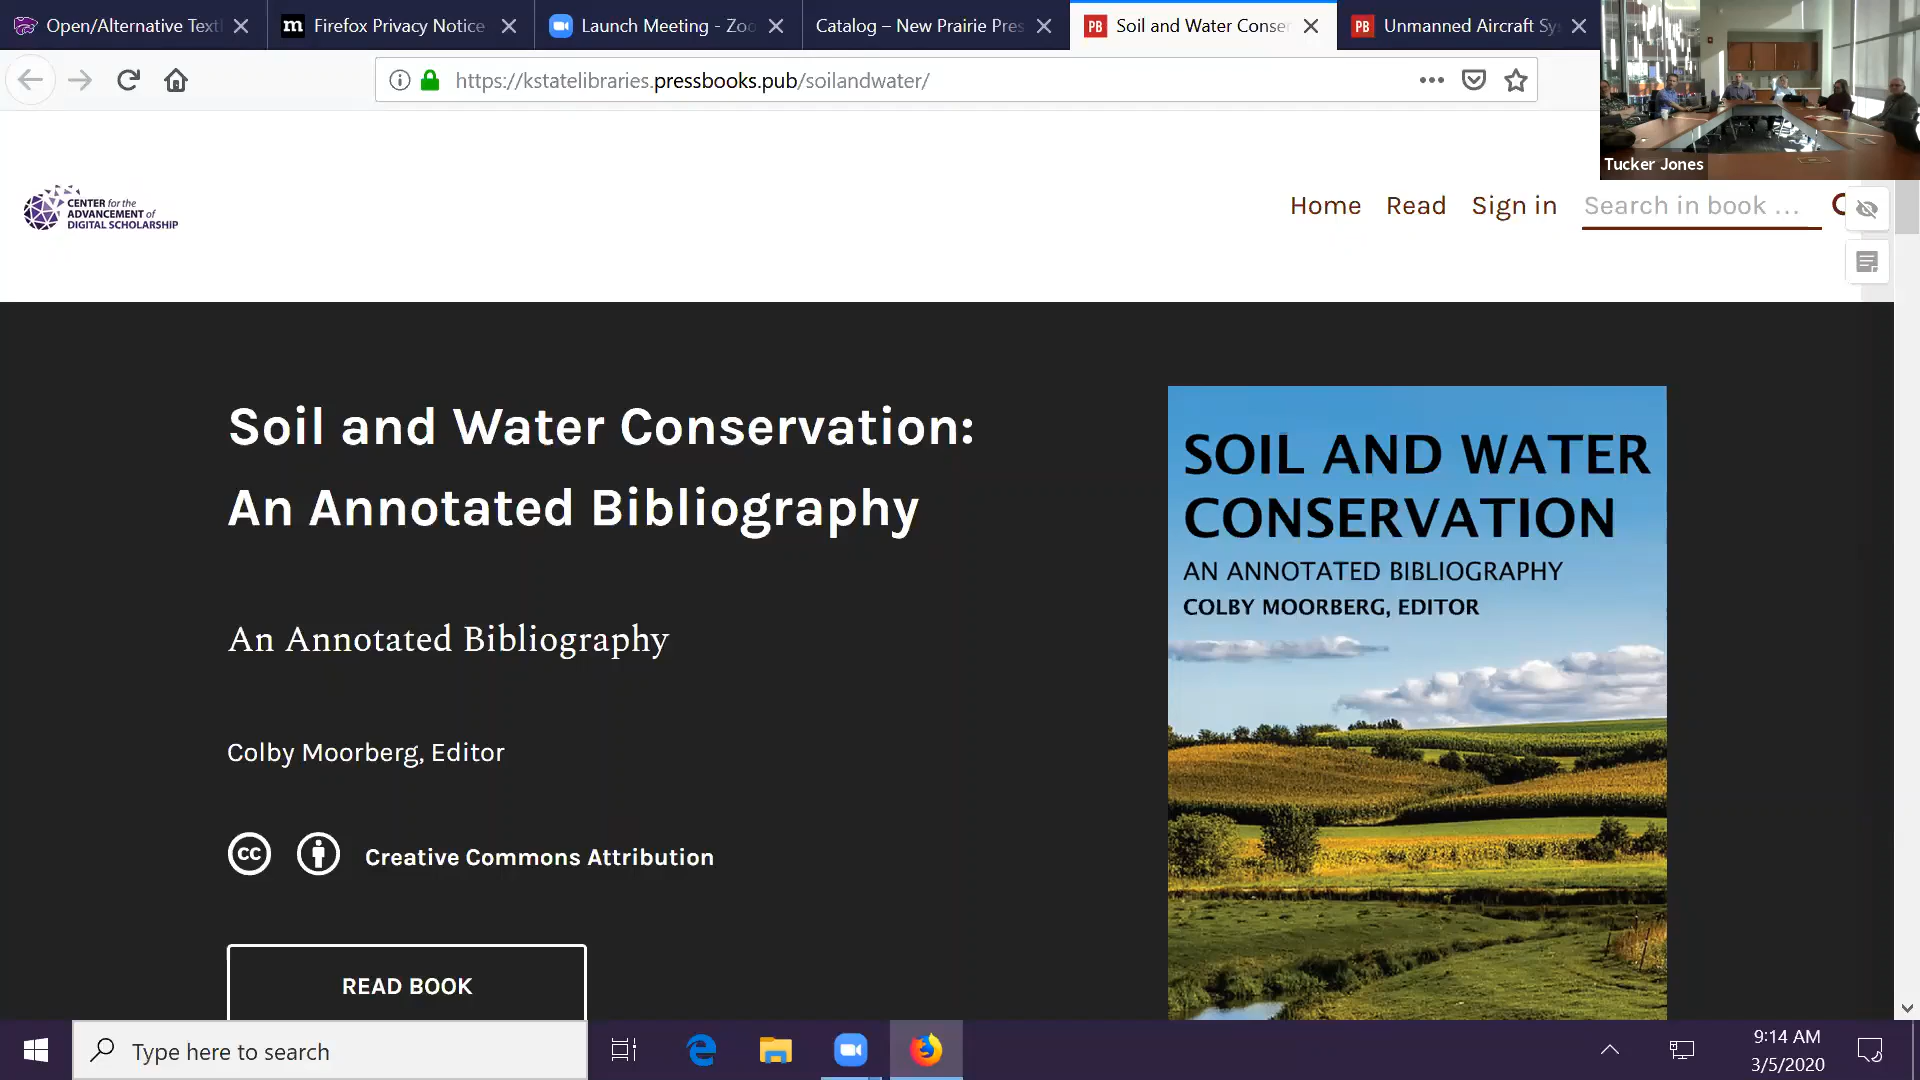 Open/Alternative Text
m Firefox Privacy Notice
Launch Meeting - Zoo
Catalog – New Prairie Pres
PB Soil and Water Conser
PB Unmanned Aircraft Sy
https://kstatelibraries.pressbooks.pub/soilandwater/
Tucker Jones
CENTER for the
ADVANCEMENT of
DIGITAL SCHOLARSHIP
Home Read Sign in Search in book ...
Soil and Water Conservation:
An Annotated Bibliography
An Annotated Bibliography
Colby Moorberg, Editor
cc Creative Commons Attribution
READ BOOK
SOIL AND WATER
CONSERVATION
AN ANNOTATED BIBLIOGRAPHY
COLBY MOORBERG, EDITOR
Type here to search
9:14 AM
3/5/2020